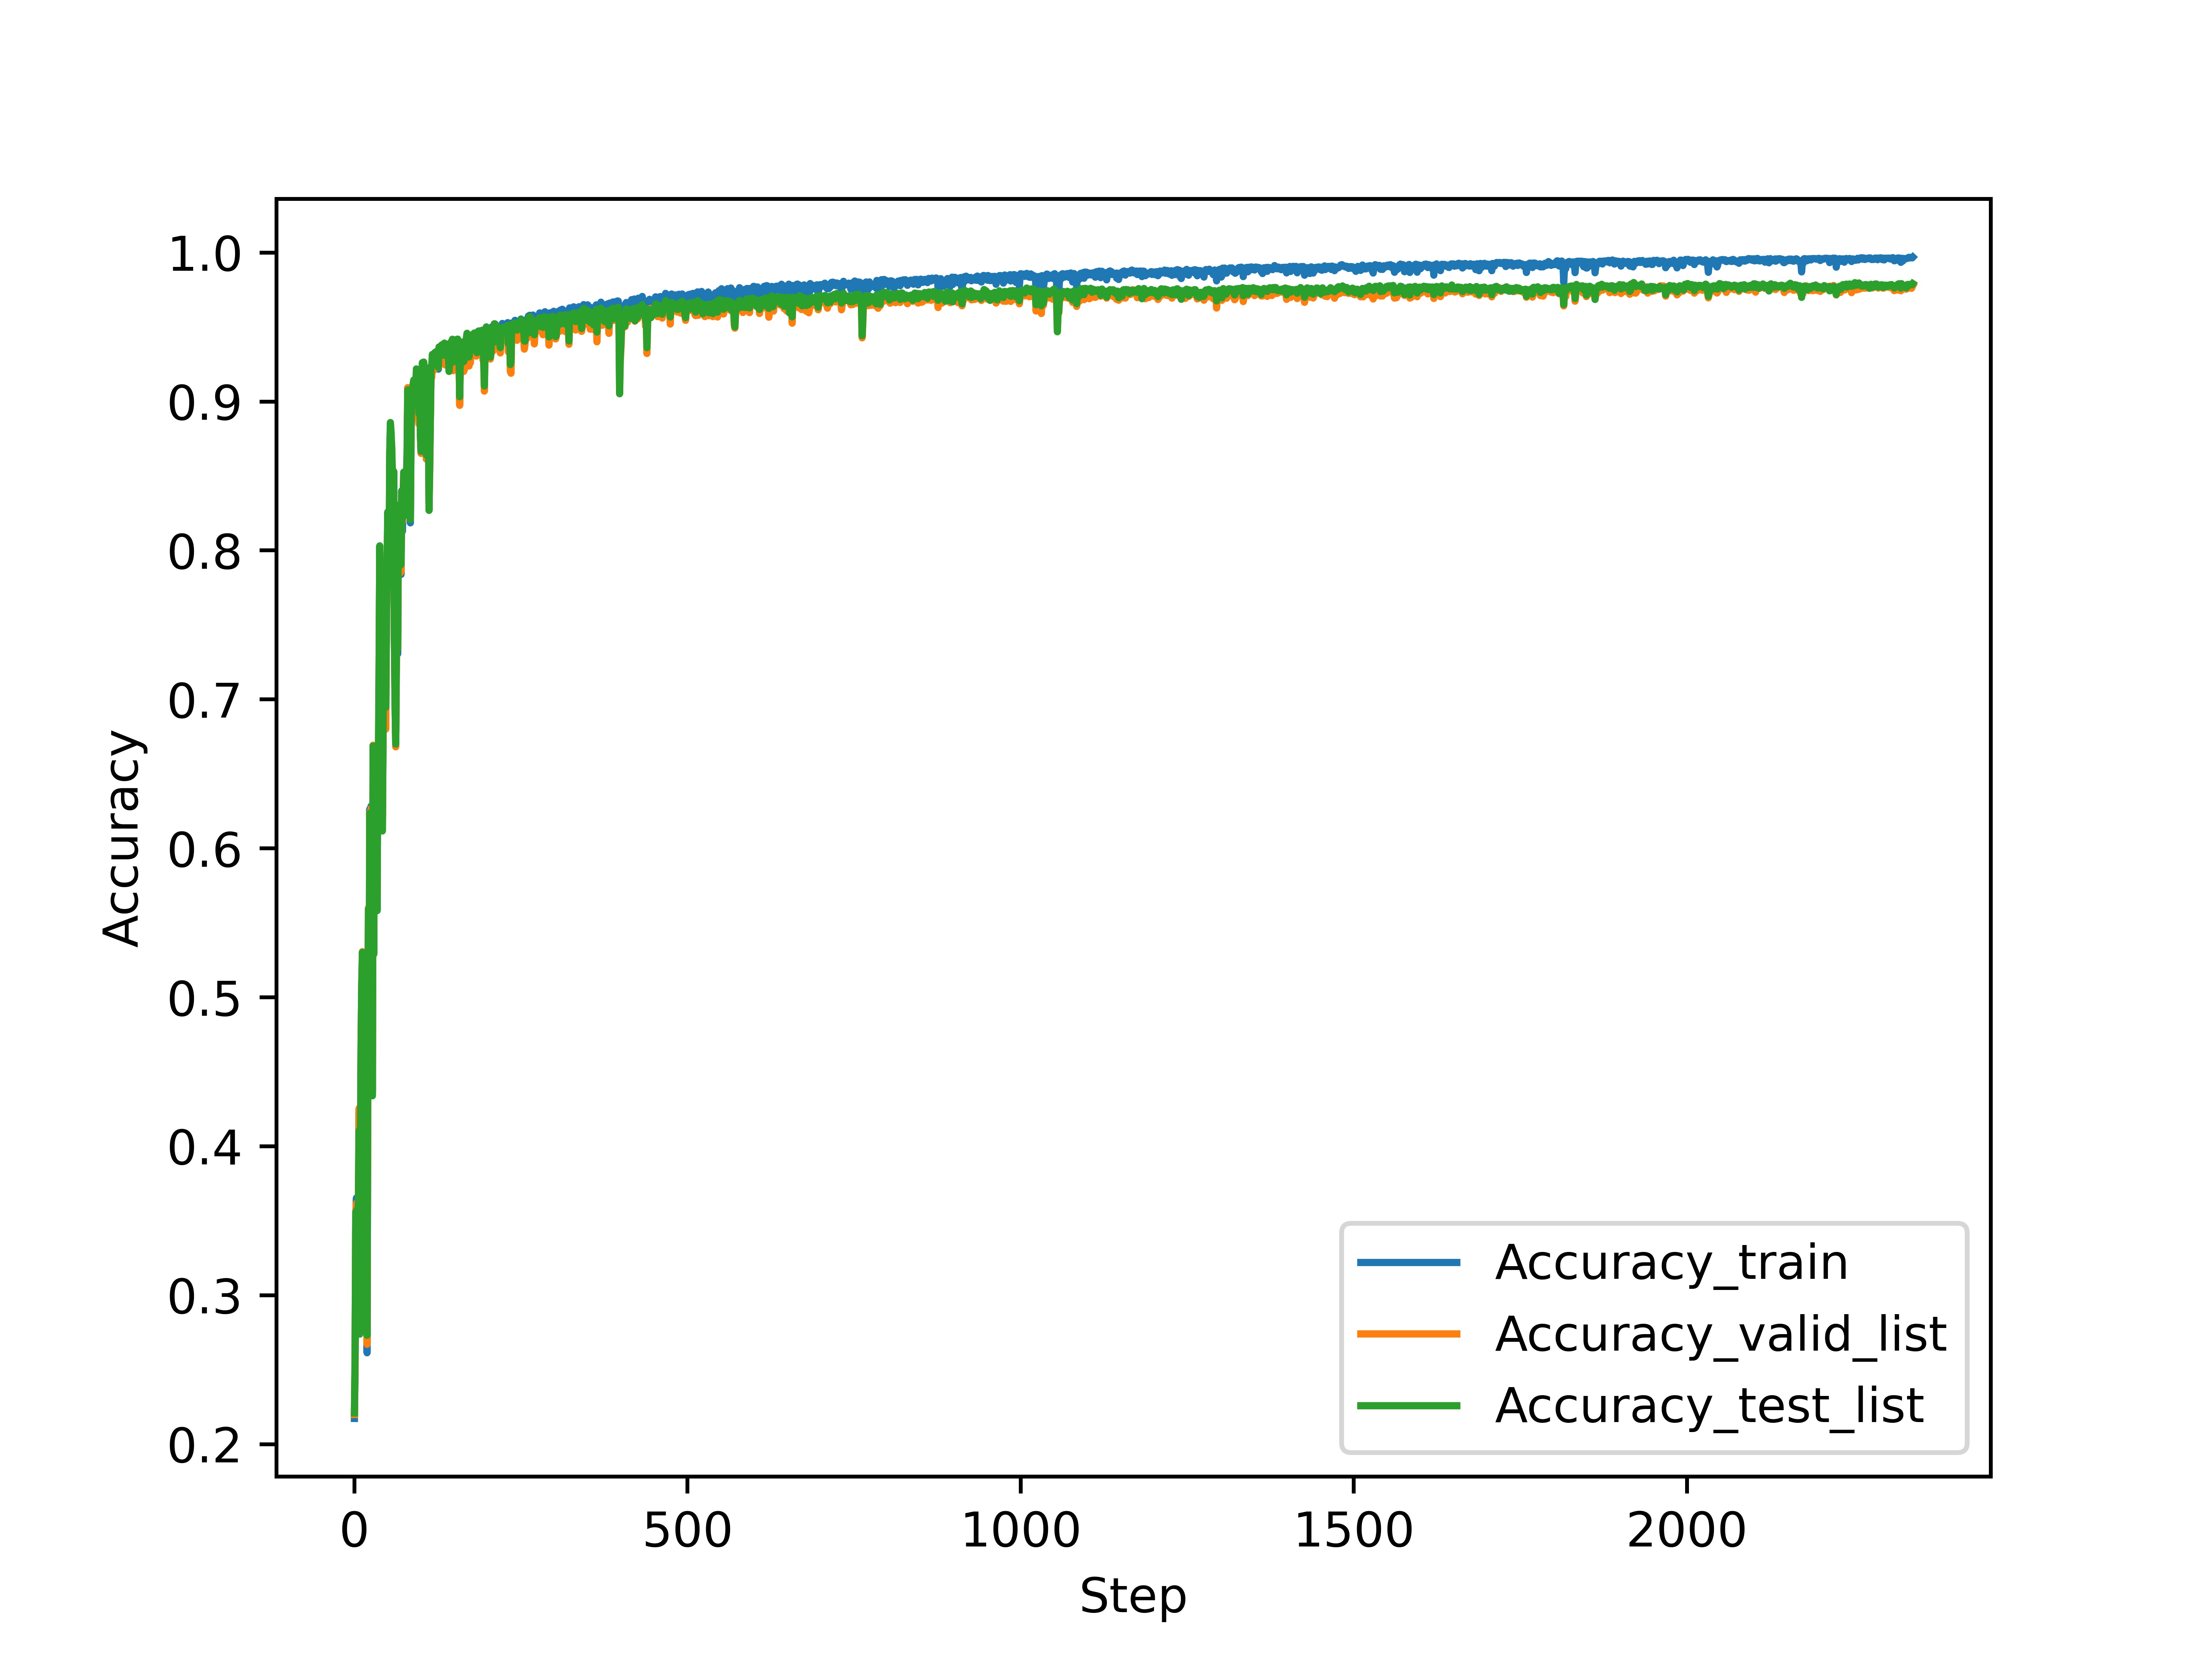 1.0
0.9
0.8
0.7
0.6
0.5
0.4
0.3
0.2
Accuracy
0 500 1000 1500 2000
Step
Accuracy_train
Accuracy_valid_list
Accuracy_test_list